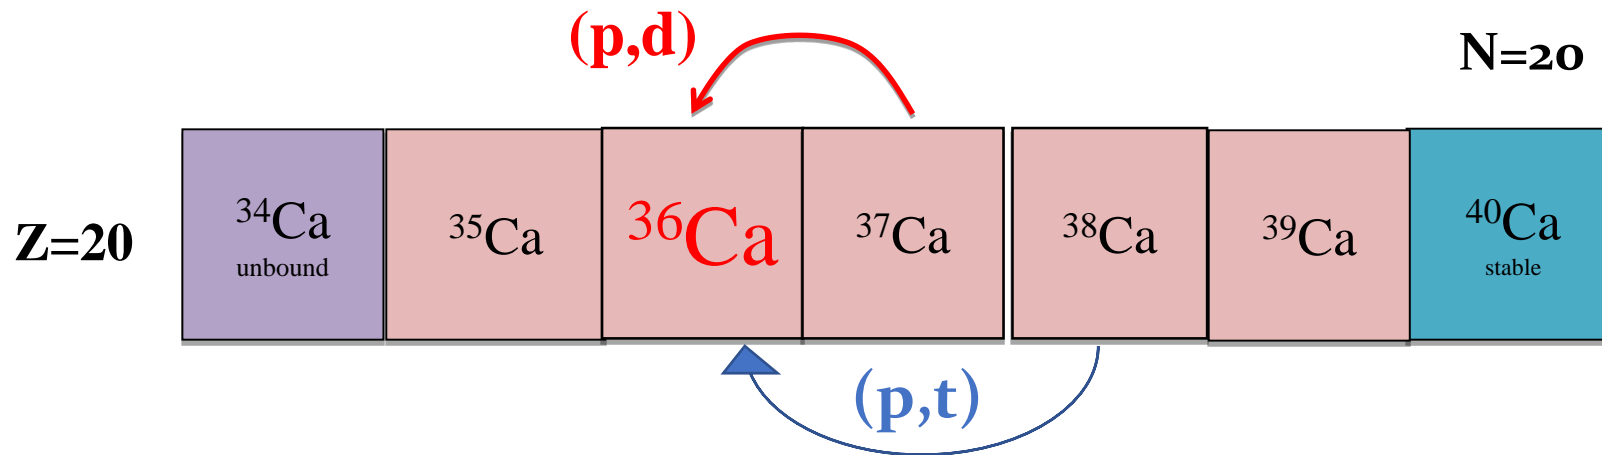 (p,d)
N=20
Z=20
³⁴Ca
unbound
³⁵Ca
³⁶Ca
³⁷Ca
³⁸Ca
³⁹Ca
⁴⁰Ca
stable
(p,t)